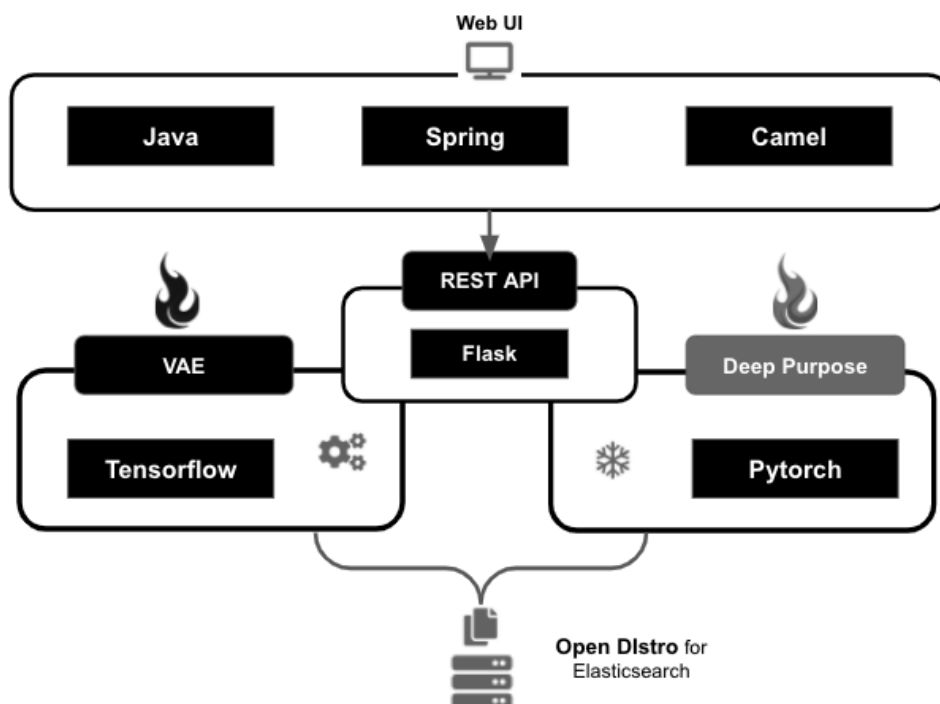 Web UI
Java
Spring
Camel
REST API
Flask
VAE
Deep Purpose
Tensorflow
Pytorch
Open DIstro for
Elasticsearch